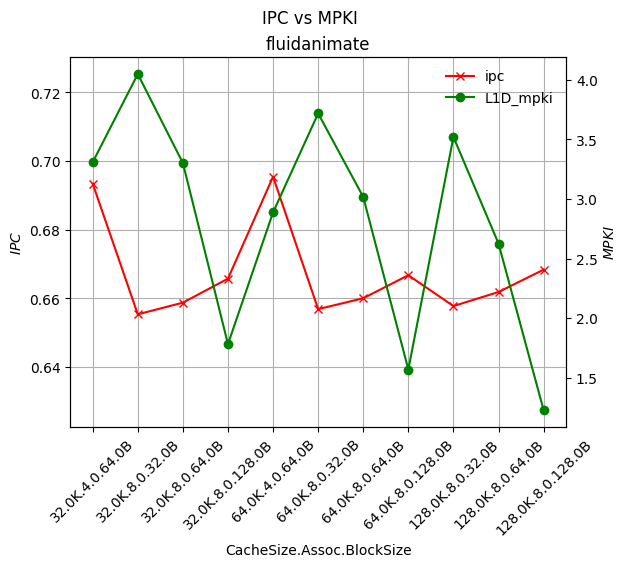 IPC vs MPKI
fluidanimate
ipc
L1D_mpki
0.72
0.70
0.68
0.66
0.64
IPC
4.0
3.5
3.0
2.5
2.0
1.5
MPKI
32.0K.4.0.64.0B
32.0K.8.0.32.0B
32.0K.8.0.64.0B
32.0K.8.0.128.0B
64.0K.4.0.64.0B
64.0K.8.0.32.0B
64.0K.8.0.64.0B
64.0K.8.0.128.0B
128.0K.8.0.32.0B
128.0K.8.0.64.0B
128.0K.8.0.128.0B
CacheSize.Assoc.BlockSize